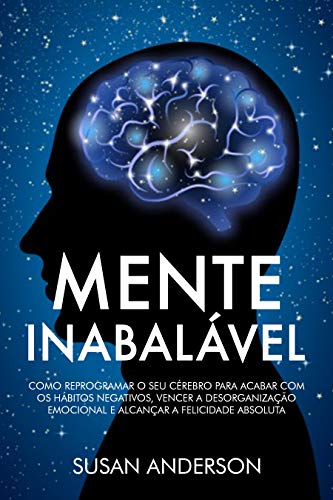 MENTE
INABALÁVEL
COMO REPROGRAMAR O SEU CÉREBRO PARA ACABAR COM
OS HÁBITOS NEGATIVOS, VENCER A DESORGANIZAÇÃO
EMOCIONAL E ALCANÇAR A FELICIDADE ABSOLUTA
SUSAN ANDERSON